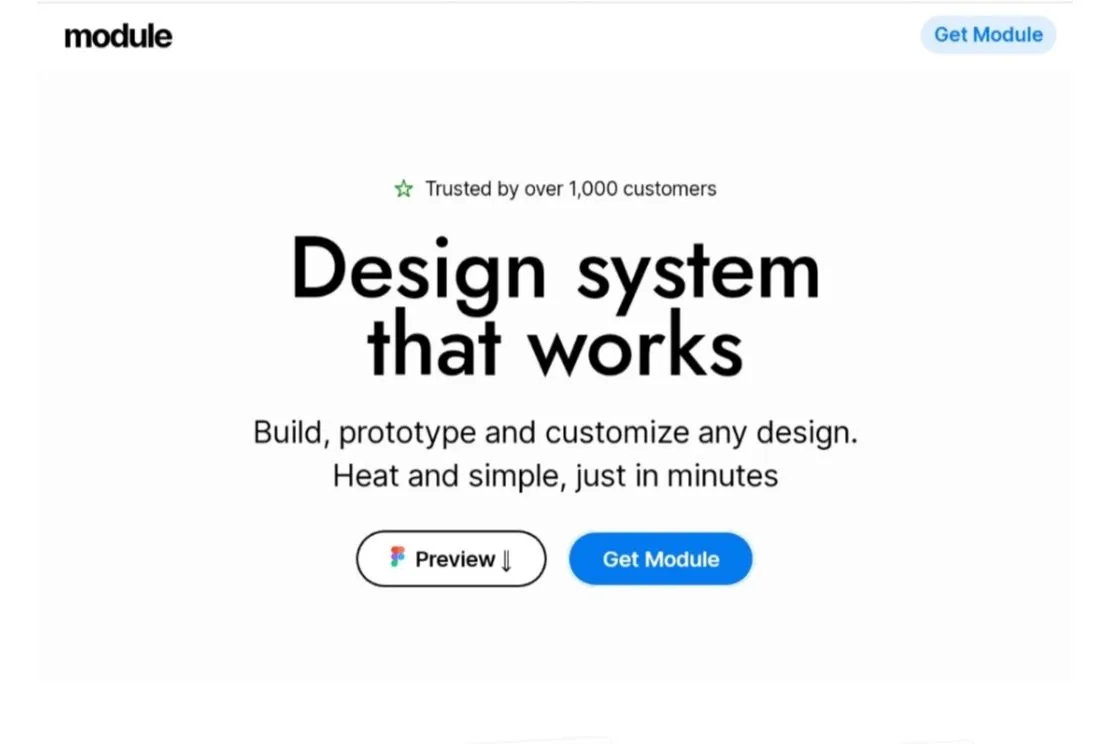 module
Get Module
Trusted by over 1,000 customers
Design system
that works
Build, prototype and customize any design.
Heat and simple, just in minutes
Preview
Get Module